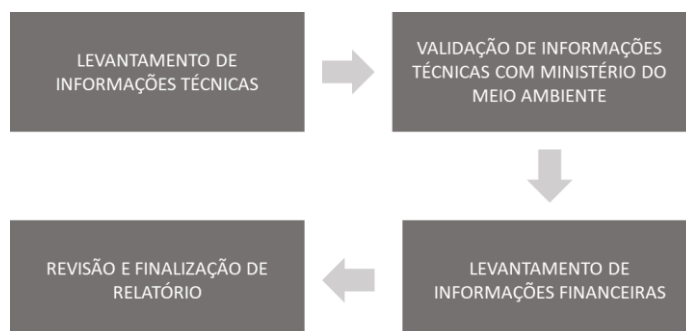 LEVANTAMENTO DE
INFORMAÇÕES TÉCNICAS
VALIDAÇÃO DE INFORMAÇÕES
TÉCNICAS COM MINISTÉRIO DO
MEIO AMBIENTE
LEVANTAMENTO DE
INFORMAÇÕES FINANCEIRAS
REVISÃO E FINALIZAÇÃO DE
RELATÓRIO